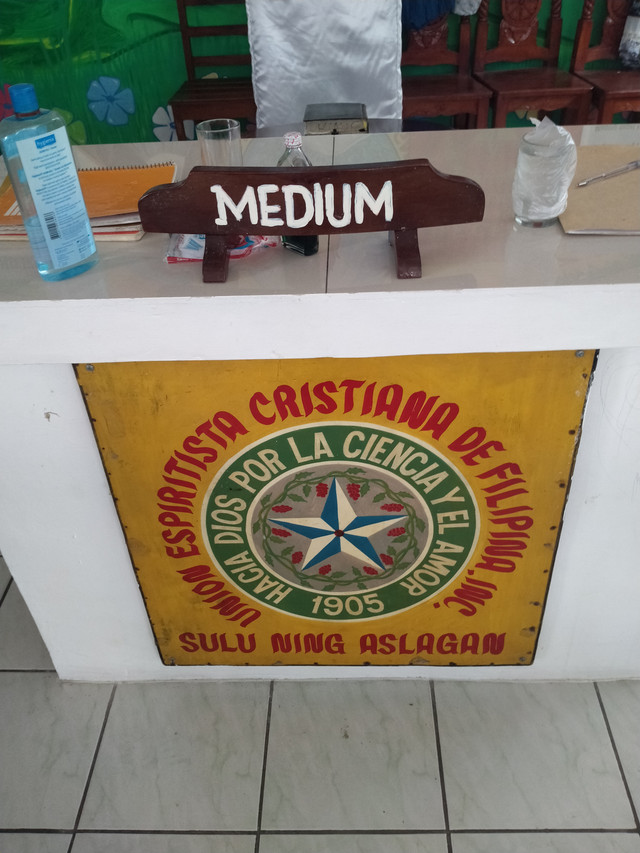 MEDIUM
UNION ESPIRITISTA CRISTIANA DE FILIPINA, INC.
HACIA DIOS POR LA CIENCIA Y EL AMOR
1905
SULU NING ASLAGAN